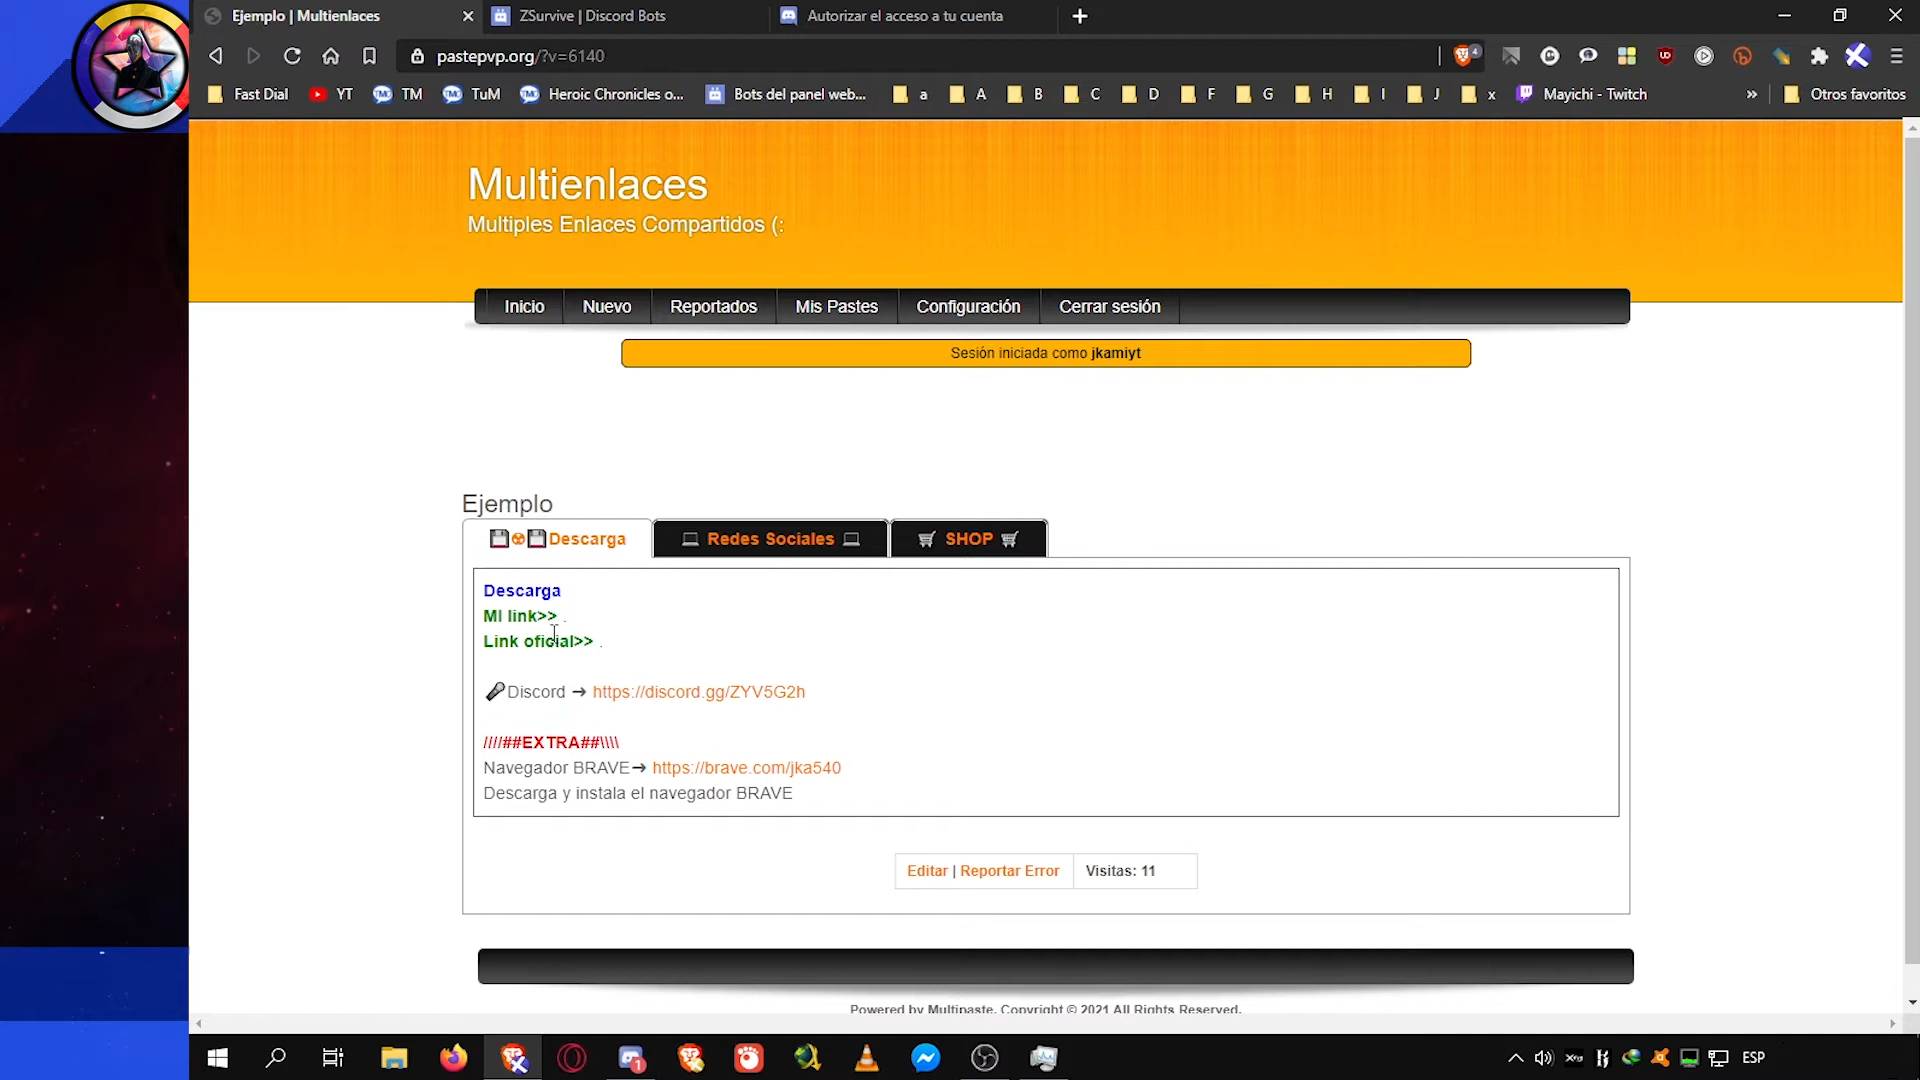 Ejemplo | Multienlaces
ZSurvive | Discord Bots
Autorizar el acceso a tu cuenta
pastepvp.org/?v=6140
4
Fast Dial
YT
TM
TuM
Heroic Chronicles o...
Bots del panel web...
a
A
B
C
D
F
G
H
I
J
x
Mayichi - Twitch
»
Otros favoritos
Multienlaces
Multiples Enlaces Compartidos (:
Inicio
Nuevo
Reportados
Mis Pastes
Configuración
Cerrar sesión
Sesión iniciada como jkamiyt
Ejemplo
Descarga
Redes Sociales
SHOP
Descarga
MI link>> .
Link oficial>> .
Discord → https://discord.gg/ZYV5G2h
////##EXTRA##\\\\
Navegador BRAVE→ https://brave.com/jka540
Descarga y instala el navegador BRAVE
Editar | Reportar Error
Visitas: 11
Powered by Multipaste. Copyright © 2021 All Rights Reserved.
1
ESP